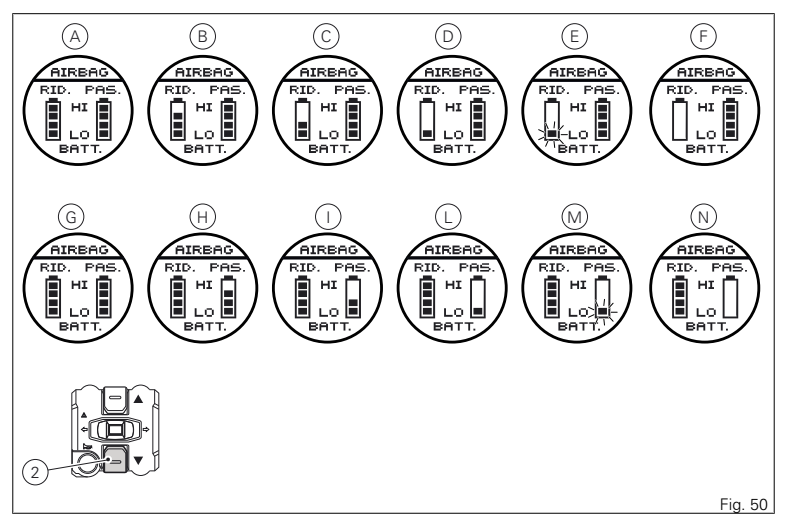 A B C D E F
AIRBAG AIRBAG AIRBAG AIRBAG AIRBAG AIRBAG
RID. PAS. RID. PAS. RID. PAS. RID. PAS. RID. PAS. RID. PAS.
HI HI HI HI HI HI
LO LO LO LO LO LO
BATT. BATT. BATT. BATT. BATT. BATT.
G H I L M N
AIRBAG AIRBAG AIRBAG AIRBAG AIRBAG AIRBAG
RID. PAS. RID. PAS. RID. PAS. RID. PAS. RID. PAS. RID. PAS.
HI HI HI HI HI HI
LO LO LO LO LO LO
BATT. BATT. BATT. BATT. BATT. BATT.
2
Fig. 50